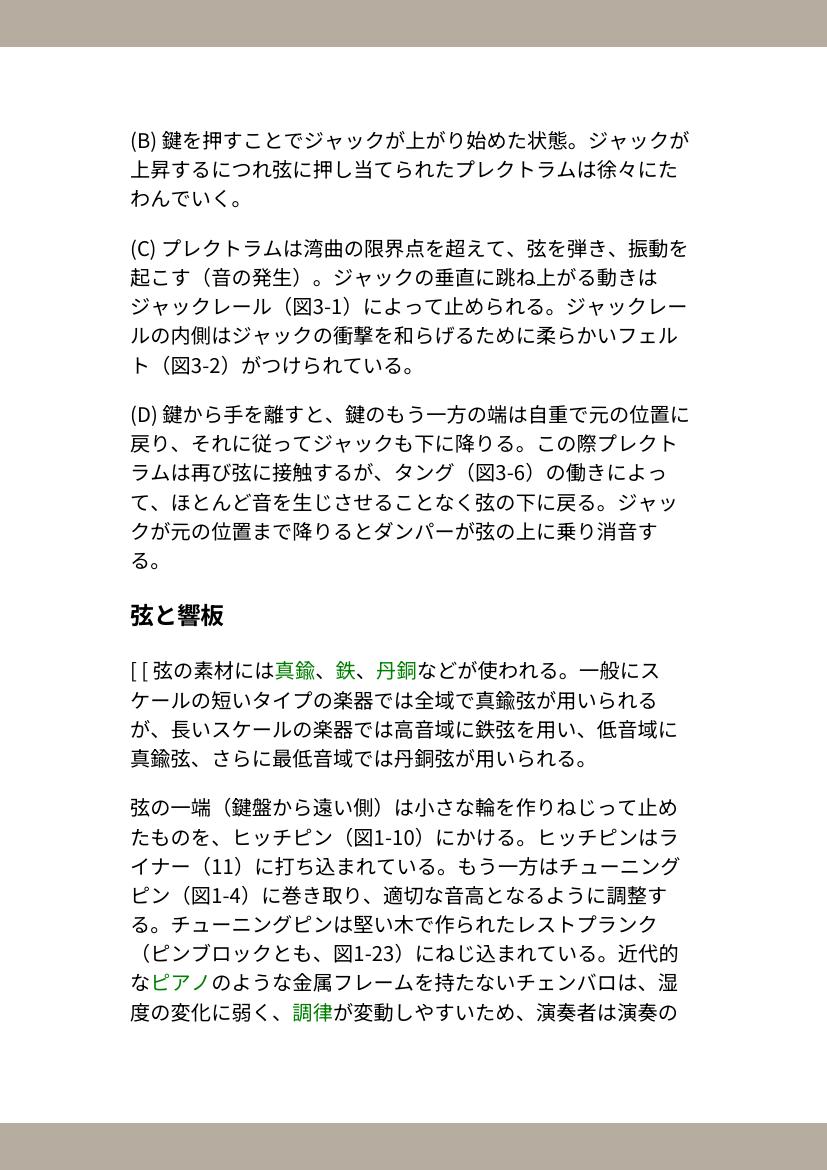 (B) 鍵を押すことでジャックが上がり始めた状態。ジャックが
上昇するにつれ弦に押し当てられたプレクトラムは徐々にた
わんでいく。
(C) プレクトラムは湾曲の限界点を超えて、弦を弾き、振動を
起こす（音の発生）。ジャックの垂直に跳ね上がる動きは
ジャックレール（図3-1）によって止められる。ジャックレー
ルの内側はジャックの衝撃を和らげるために柔らかいフェル
ト（図3-2）がつけられている。
(D) 鍵から手を離すと、鍵のもう一方の端は自重で元の位置に
戻り、それに従ってジャックも下に降りる。この際プレクト
ラムは再び弦に接触するが、タング（図3-6）の働きによっ
て、ほとんど音を生じさせることなく弦の下に戻る。ジャッ
クが元の位置まで降りるとダンパーが弦の上に乗り消音す
る。
弦と響板
[ [ 弦の素材には真鍮、鉄、丹銅などが使われる。一般にス
ケールの短いタイプの楽器では全域で真鍮弦が用いられる
が、長いスケールの楽器では高音域に鉄弦を用い、低音域に
真鍮弦、さらに最低音域では丹銅弦が用いられる。
弦の一端（鍵盤から遠い側）は小さな輪を作りねじって止め
たものを、ヒッチピン（図1-10）にかける。ヒッチピンはラ
イナー（11）に打ち込まれている。もう一方はチューニング
ピン（図1-4）に巻き取り、適切な音高となるように調整す
る。チューニングピンは堅い木で作られたレストプランク
（ピンブロックとも、図1-23）にねじ込まれている。近代的
なピアノのような金属フレームを持たないチェンバロは、湿
度の変化に弱く、調律が変動しやすいため、演奏者は演奏の